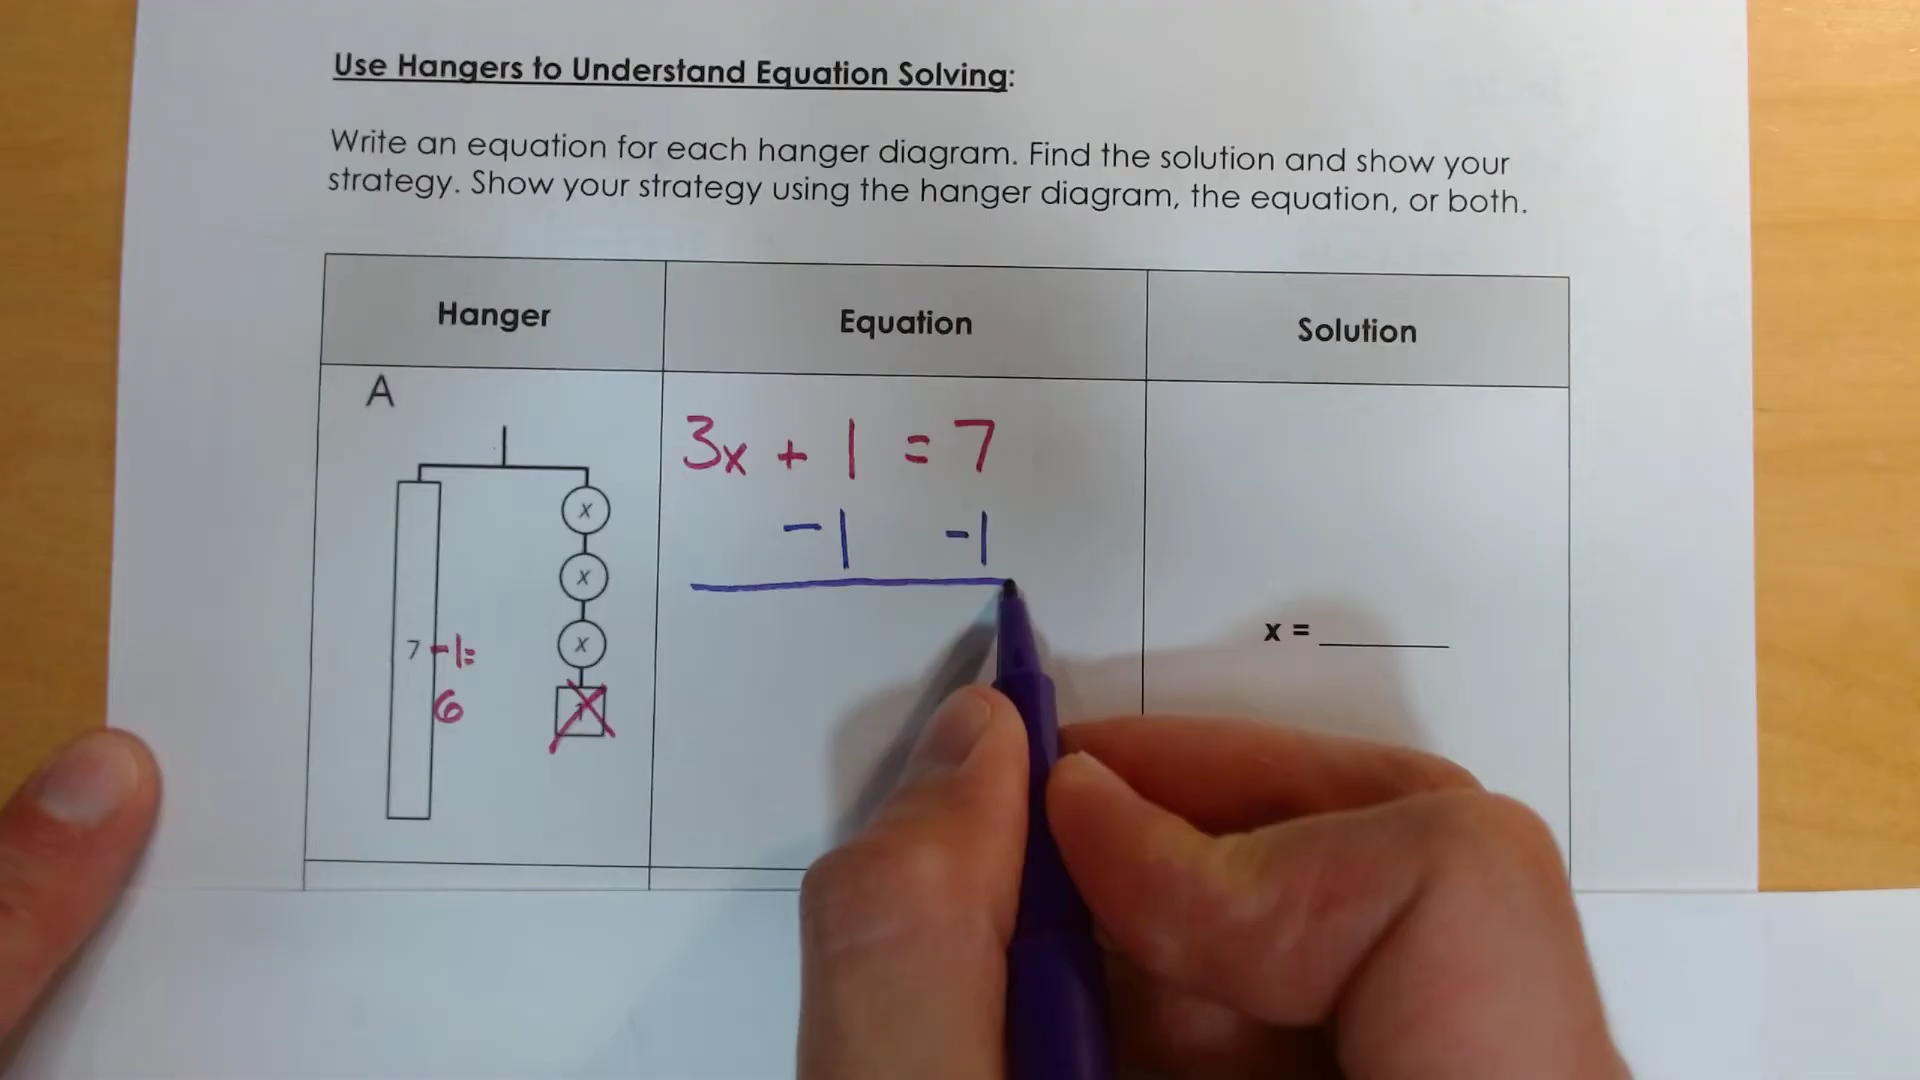 Use Hangers to Understand Equation Solving:
Write an equation for each hanger diagram. Find the solution and show your
strategy. Show your strategy using the hanger diagram, the equation, or both.
Hanger
Equation
Solution
A
x
x
x
1
7 -1=
6
3x + 1 = 7
-1 -1
x = ______